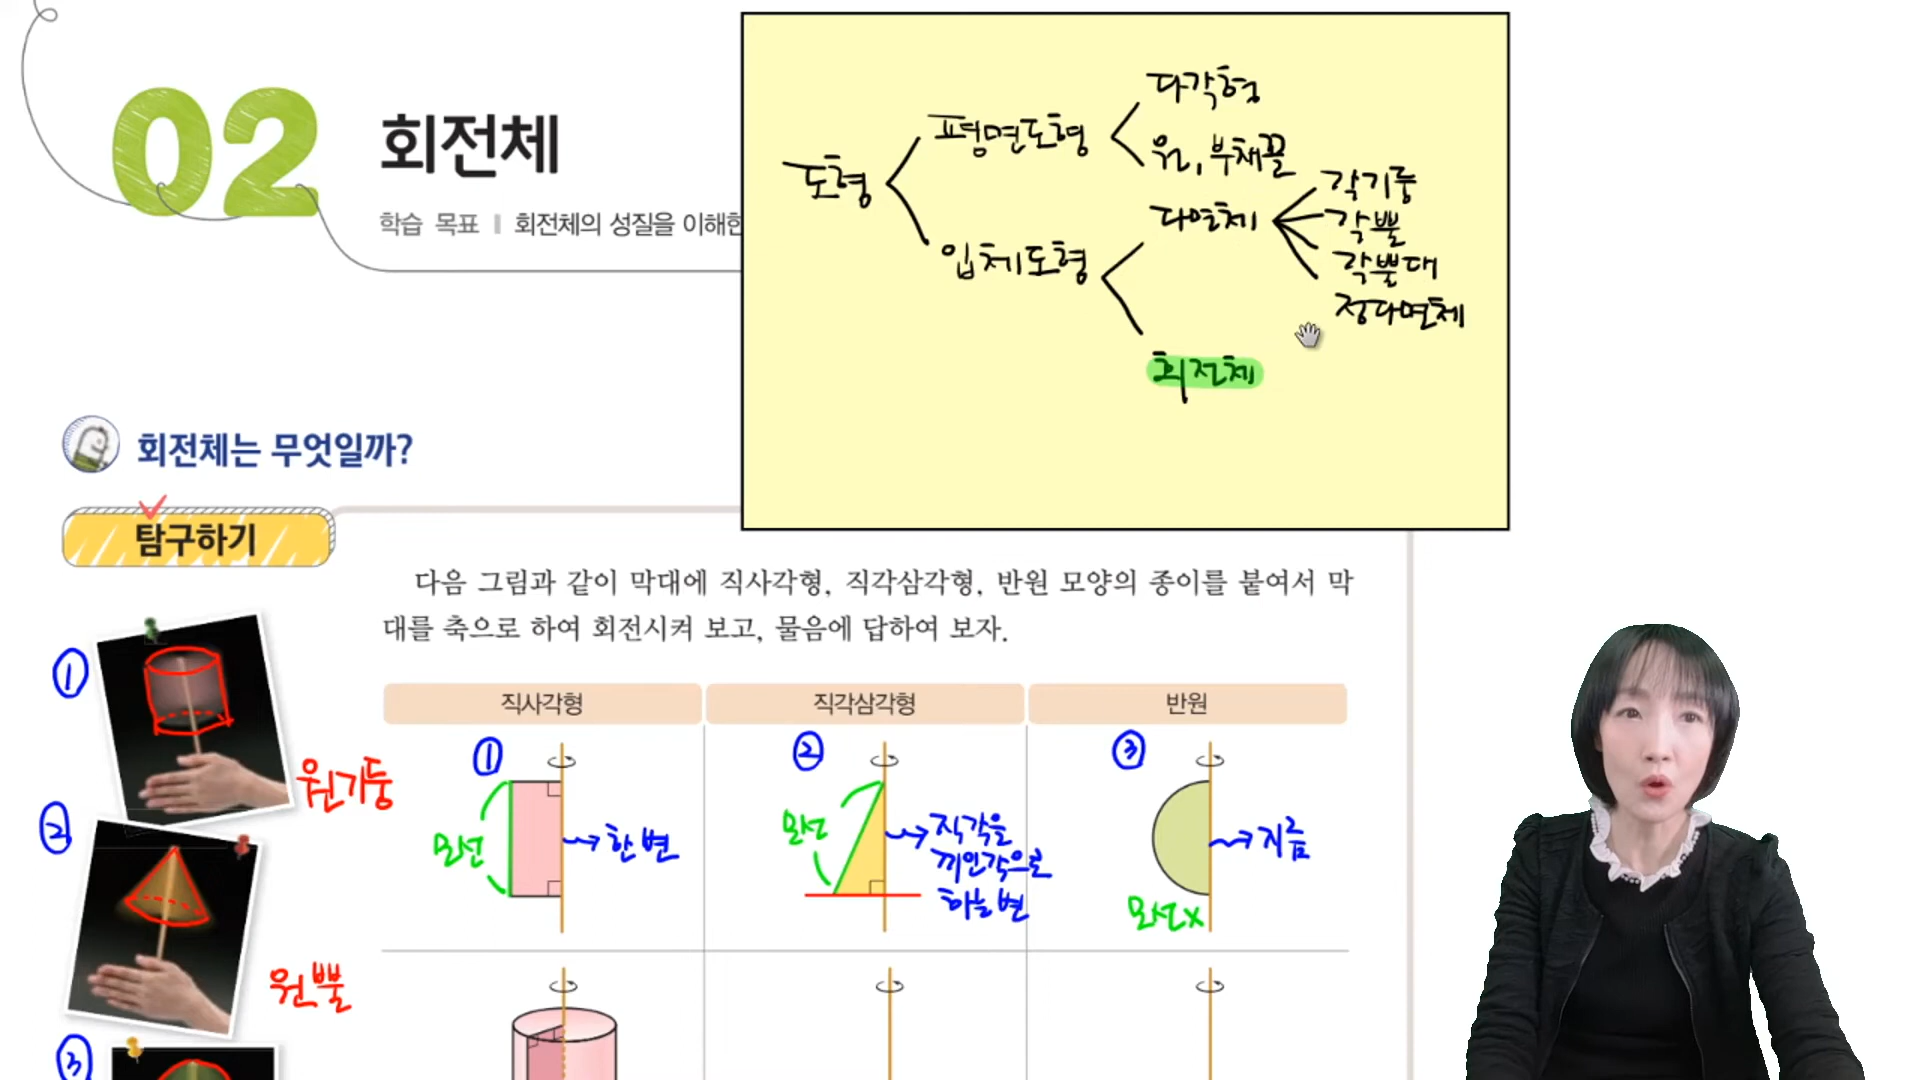 02
회전체
학습 목표 회전체의 성질을 이해한
도형
평면도형
다각형
원, 부채꼴
입체도형
다면체
각기둥
각뿔
각뿔대
정다면체
회전체
회전체는 무엇일까?
탐구하기
다음 그림과 같이 막대에 직사각형, 직각삼각형, 반원 모양의 종이를 붙여서 막
대를 축으로 하여 회전시켜 보고, 물음에 답하여 보자.
① 원기둥
② 원뿔
③
직사각형 직각삼각형 반원
① ② ③
모선 한 변
모선 직각을
끼인각으로
하는 변
지름
모선x